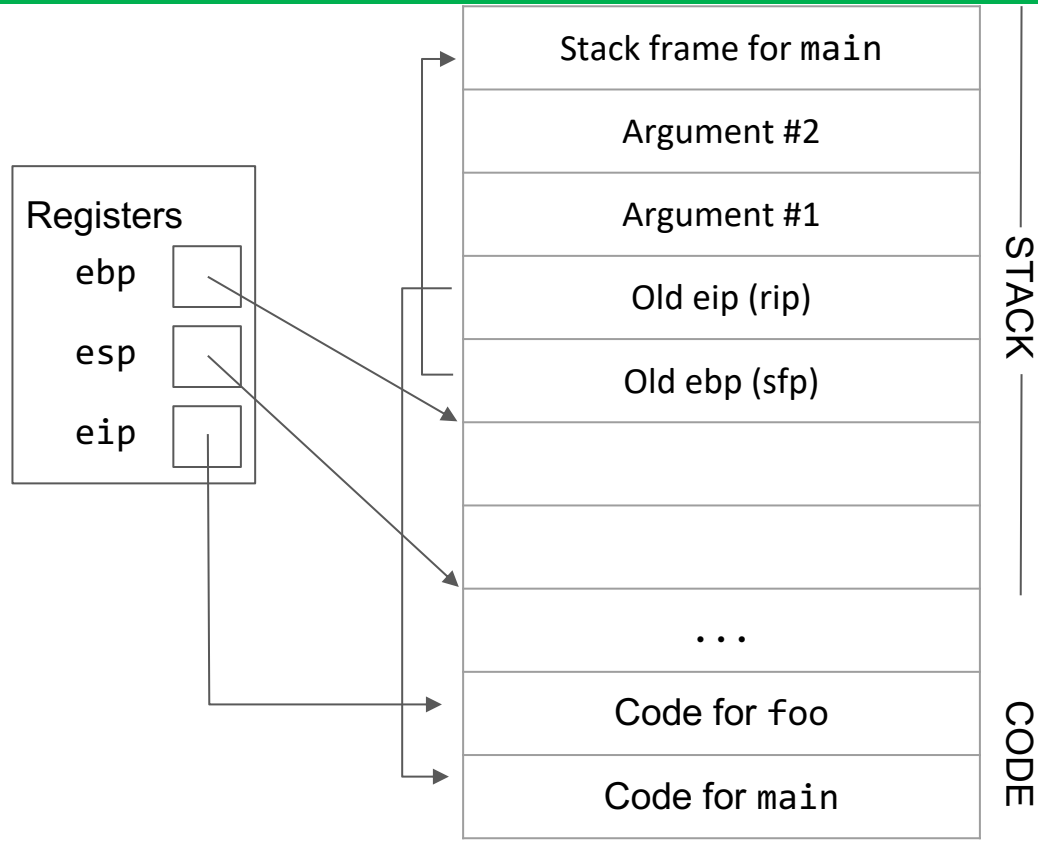 Stack frame for main
Argument #2
Argument #1
Old eip (rip)
Old ebp (sfp)
...
Code for foo
Code for main
Registers
ebp
esp
eip
STACK
CODE